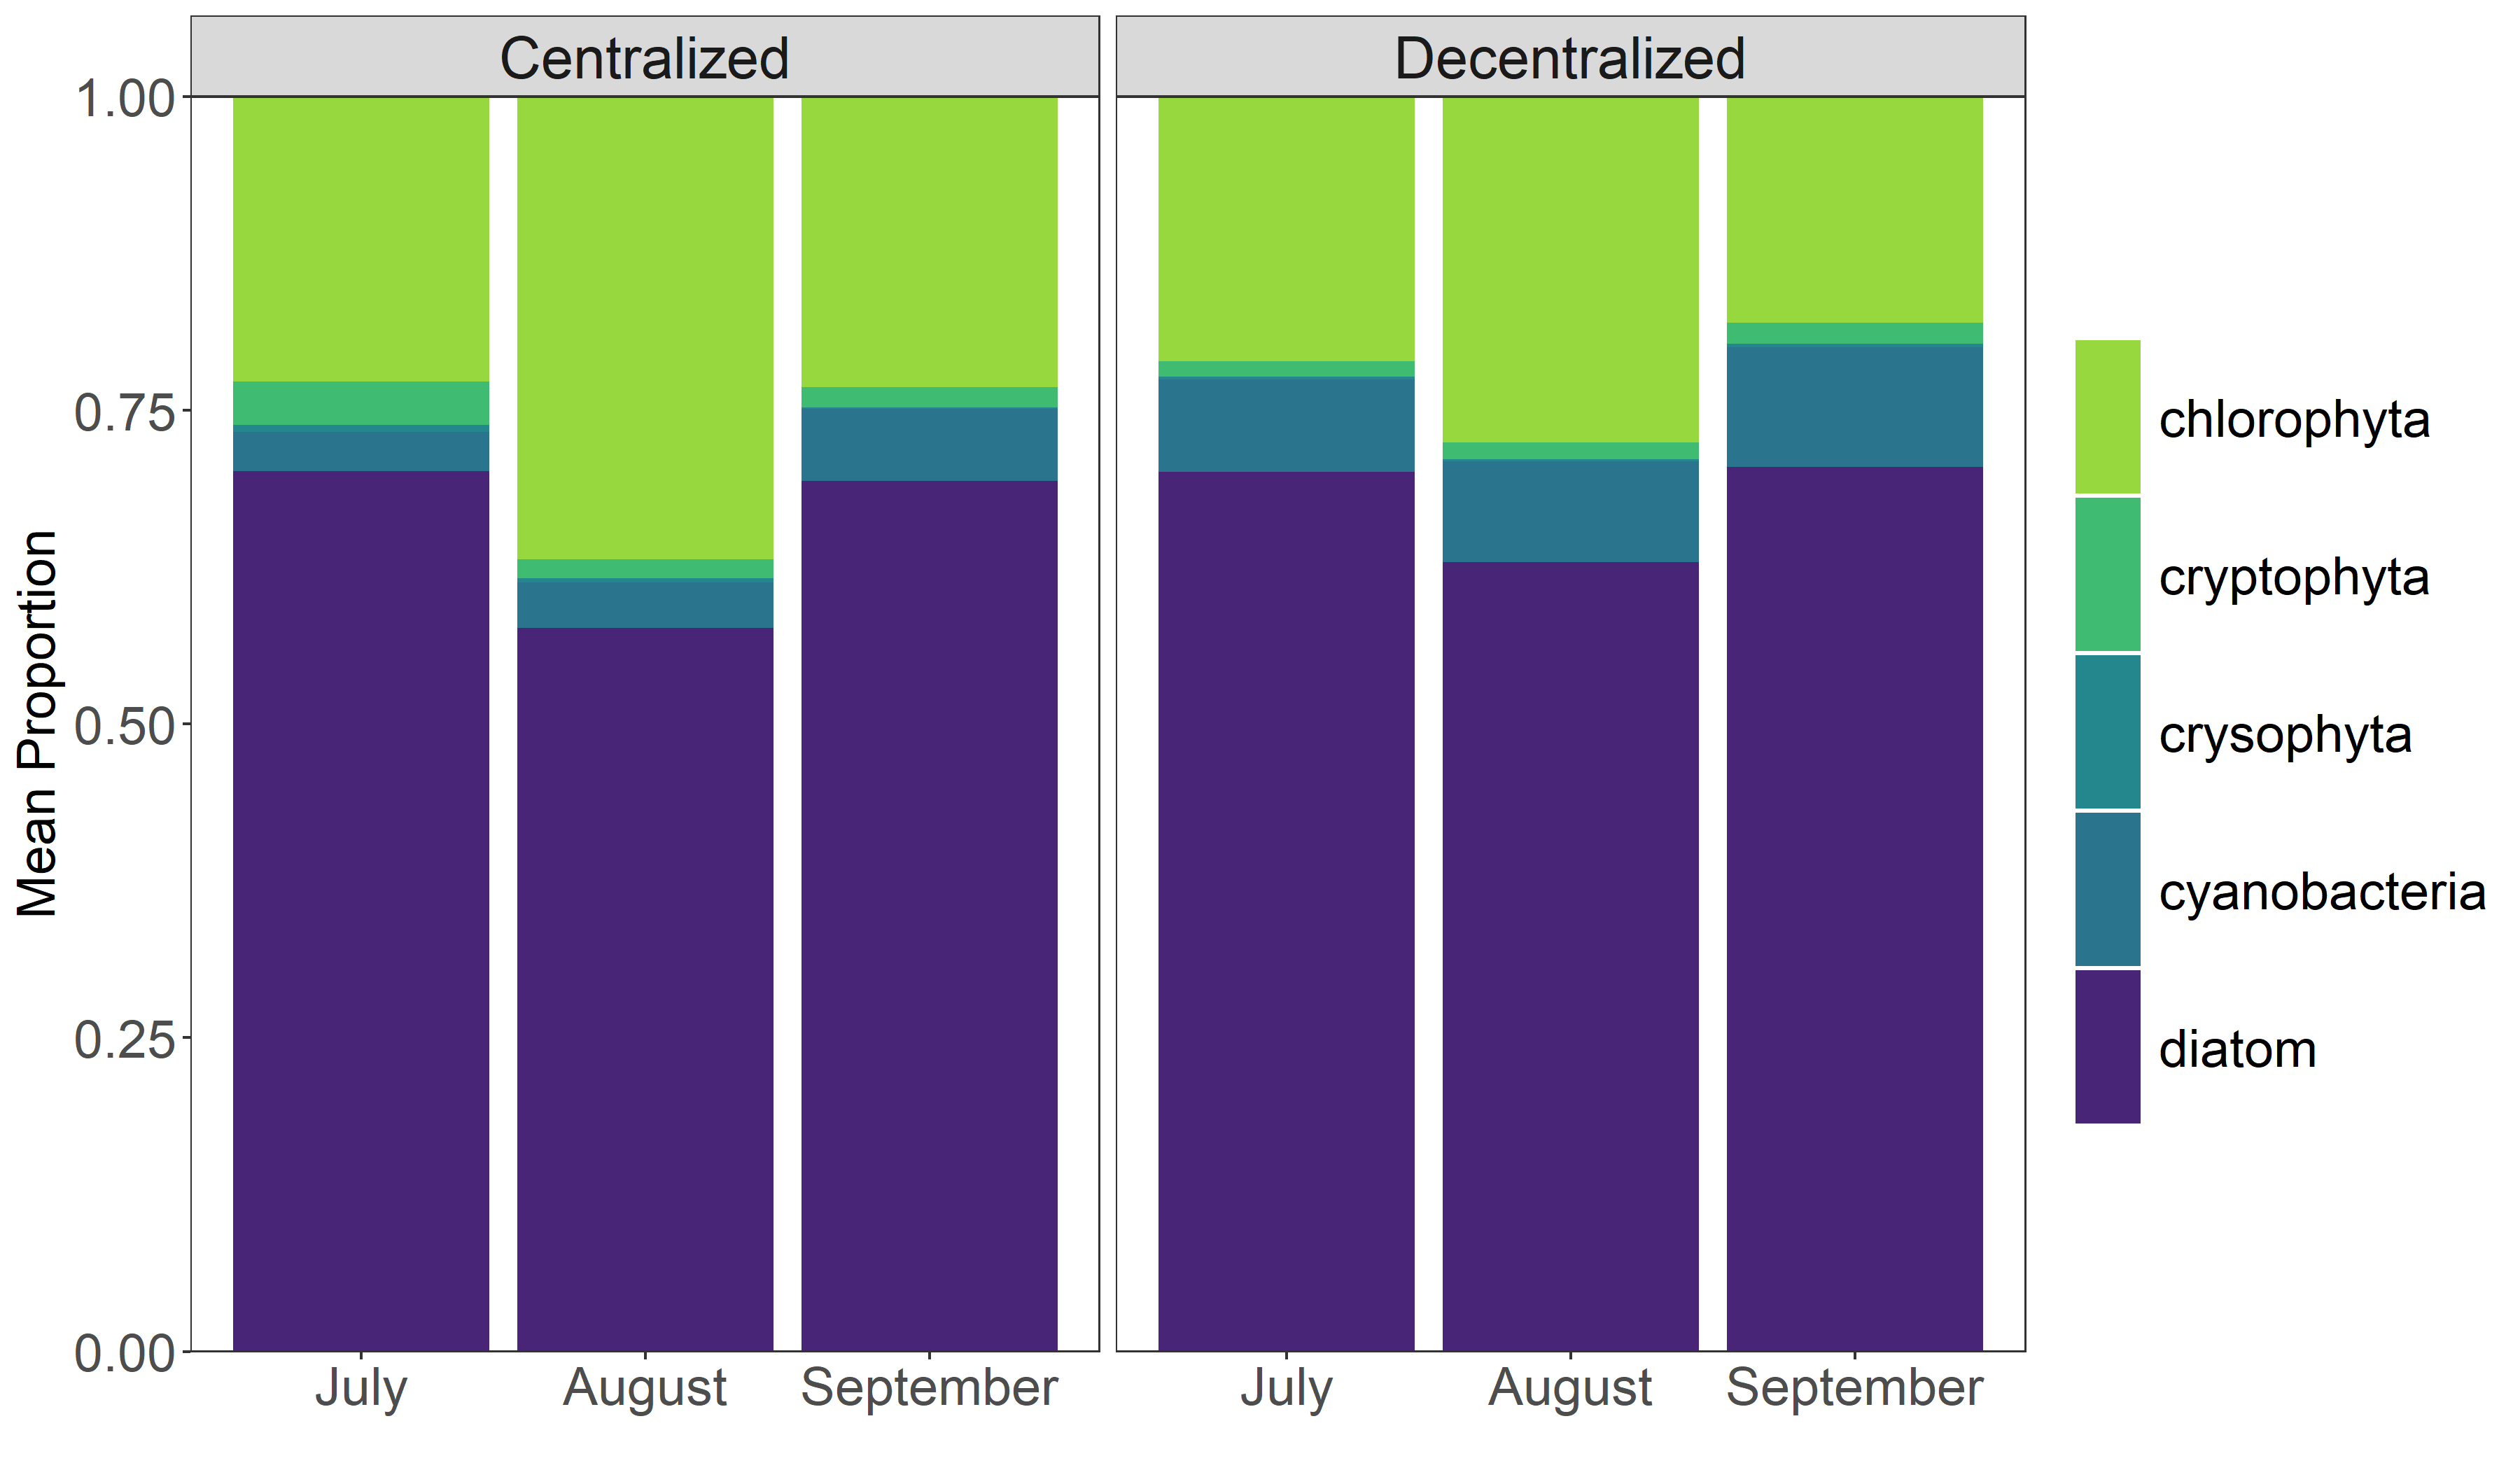 Centralized
Decentralized
Mean Proportion
1.00
0.75
0.50
0.25
0.00
July
August
September
July
August
September
chlorophyta
cryptophyta
crysophyta
cyanobacteria
diatom